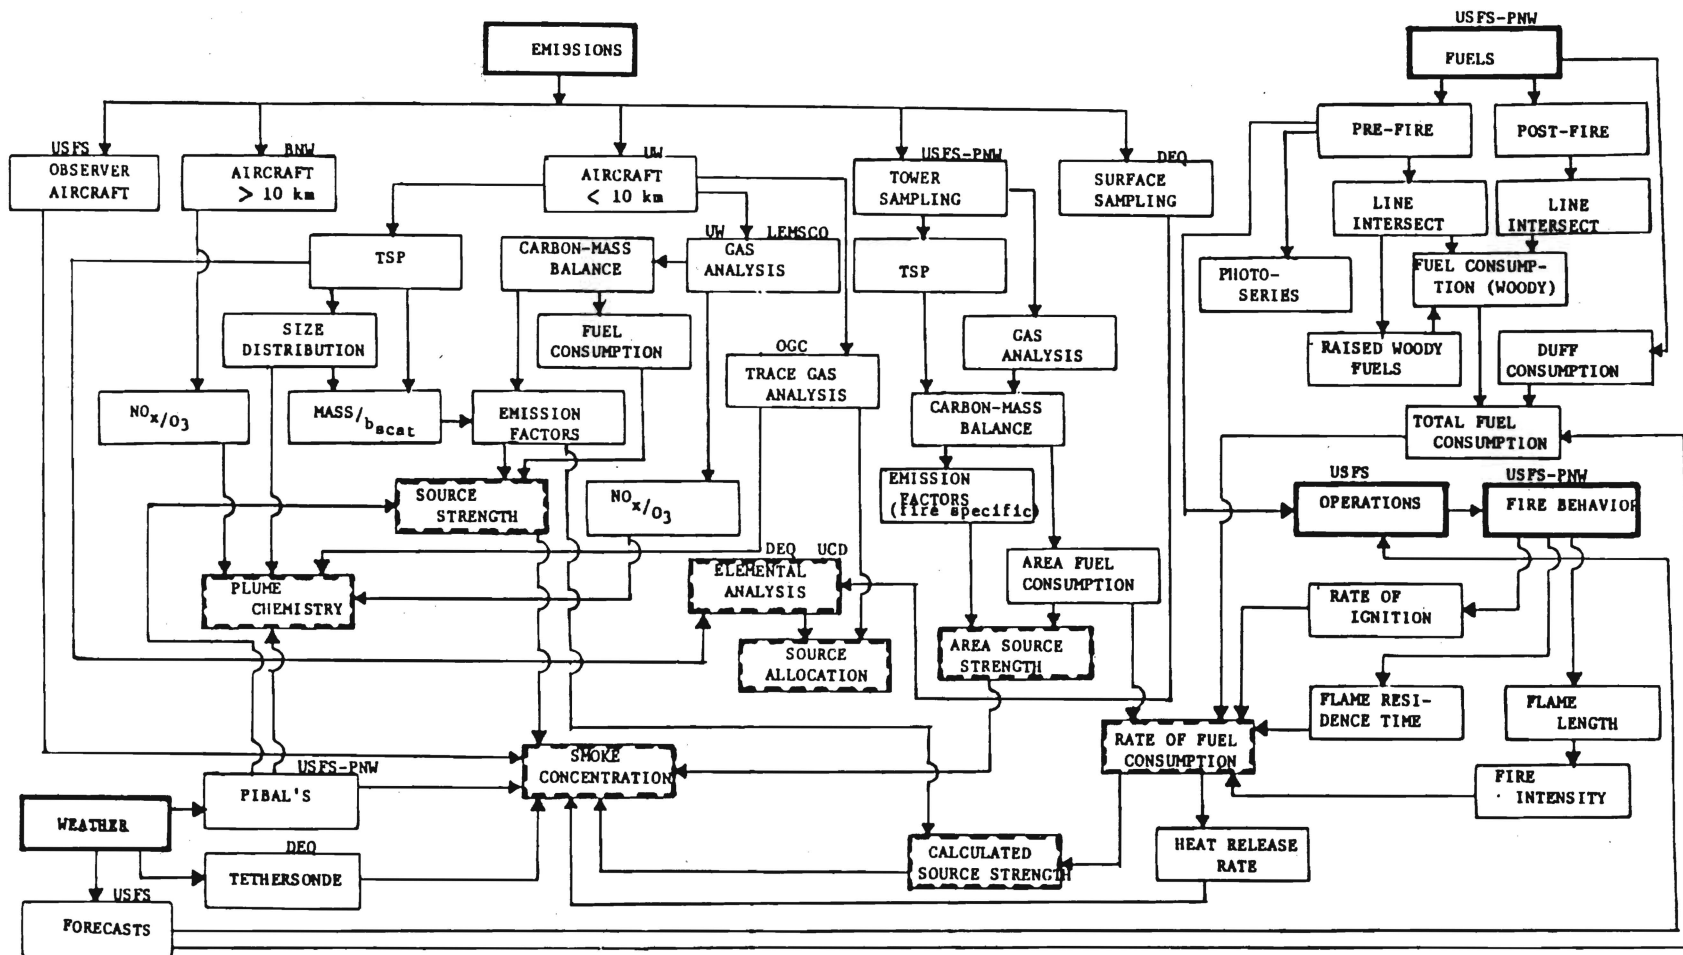 EMISSIONS
USFS-PNW
FUELS
PRE-FIRE
POST-FIRE
USFS
OBSERVER
AIRCRAFT
BNW
AIRCRAFT
> 10 km
UW
AIRCRAFT
< 10 km
USFS-PNW
TOWER
SAMPLING
DEQ
SURFACE
SAMPLING
LINE
INTERSECT
LINE
INTERSECT
TSP
CARBON-MASS
BALANCE
UW LEMSCO
GAS
ANALYSIS
TSP
PHOTO-
SERIES
FUEL CONSUMP-
TION (WOODY)
SIZE
DISTRIBUTION
FUEL
CONSUMPTION
GAS
ANALYSIS
RAISED WOODY
FUELS
DUFF
CONSUMPTION
OGC
TRACE GAS
ANALYSIS
NOx/O3
MASS/bscat
EMISSION
FACTORS
CARBON-MASS
BALANCE
TOTAL FUEL
CONSUMPTION
SOURCE
STRENGTH
NOx/O3
EMISSION
FACTORS
(fire specific)
USFS
OPERATIONS
USFS-PNW
FIRE BEHAVIOR
PLUME
CHEMISTRY
DEQ UCD
ELEMENTAL
ANALYSIS
AREA FUEL
CONSUMPTION
RATE OF
IGNITION
SOURCE
ALLOCATION
AREA SOURCE
STRENGTH
FLAME RESI-
DENCE TIME
FLAME
LENGTH
SMOKE
CONCENTRATION
RATE OF FUEL
CONSUMPTION
FIRE
INTENSITY
USFS-PNW
PIBAL'S
WEATHER
DEQ
TETHERSONDE
CALCULATED
SOURCE STRENGTH
HEAT RELEASE
RATE
USFS
FORECASTS